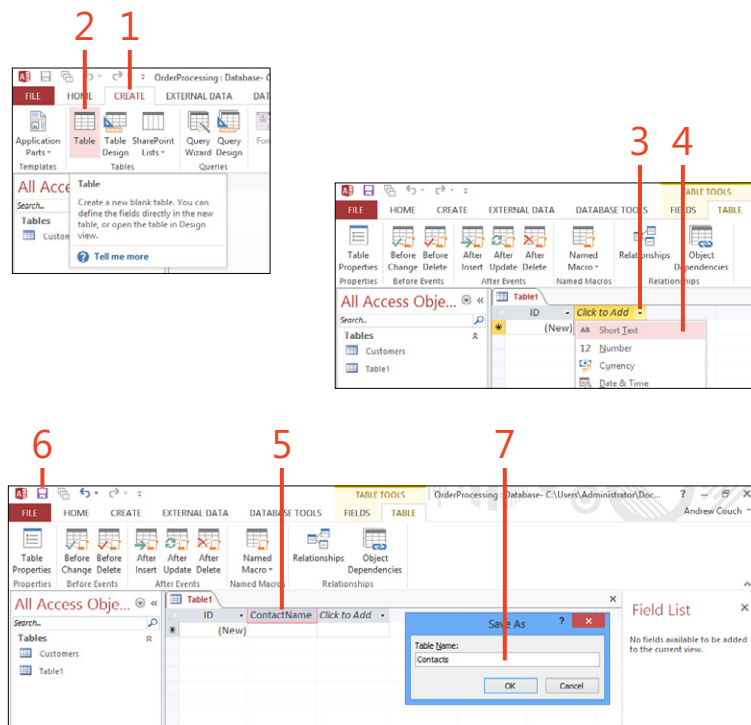 2 1
OrderProcessing : Database- C
FILE HOME CREATE EXTERNAL DATA DAT
Application Parts Table Table Design SharePoint Lists Query Wizard Query Design For
Templates Tables Queries
All Acce
Search..
Tables
Custom
Table
Create a new blank table. You can
define the fields directly in the new
table, or open the table in Design
view.
Tell me more
3 4
TABLE TOOLS
FILE HOME CREATE EXTERNAL DATA DATABASE TOOLS FIELDS TABLE
Table Properties Before Change Before Delete After Insert After Update After Delete Named Macro Relationships Object Dependencies
Properties Before Events After Events Named Macros Relationships
All Access Obje... «
Table1
Search..
ID Click to Add
(New)
Tables
Customers
Table1
AB Short Text
12 Number
Currency
Date & Time
6 5 7
TABLE TOOLS OrderProcessing : Database- C:\Users\Administrator\Doc... ? – X
FILE HOME CREATE EXTERNAL DATA DATABASE TOOLS FIELDS TABLE Andrew Couch
Table Properties Before Change Before Delete After Insert After Update After Delete Named Macro Relationships Object Dependencies
Properties Before Events After Events Named Macros Relationships
All Access Obje... «
Table1
Search..
ID ContactName Click to Add
(New)
Tables
Customers
Table1
Save As ? x
Table Name:
Contacts
OK Cancel
Field List
No fields available to be added
to the current view.